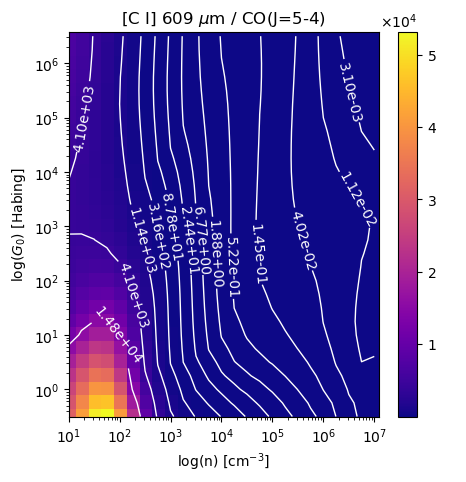 [C I] 609 μm / CO(J=5-4)
×10⁴
log(G₀) [Habing]
10⁶
10⁵
10⁴
10³
10²
10¹
10⁰
4.10e+03
3.10e-03
1.12e-02
1.14e+03
3.16e+02
8.78e+01
2.44e+01
6.77e+00
1.88e+00
5.22e-01
1.45e-01
4.02e-02
4.10e+03
1.48e+04
5
4
3
2
1
10¹
10²
10³
10⁴
10⁵
10⁶
10⁷
log(n) [cm⁻³]